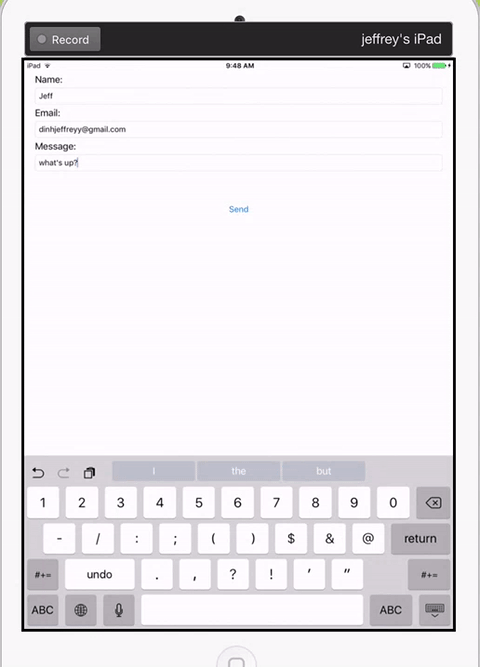 Record
jeffrey's iPad
iPad 9:48 AM 100%
Name:
Jeff
Email:
dinhjeffreyy@gmail.com
Message:
what's up?
Send
I the but
1 2 3 4 5 6 7 8 9 0
- / : ; ( ) $ & @ return
#+= undo . , ? ! ' " #+=
ABC ABC